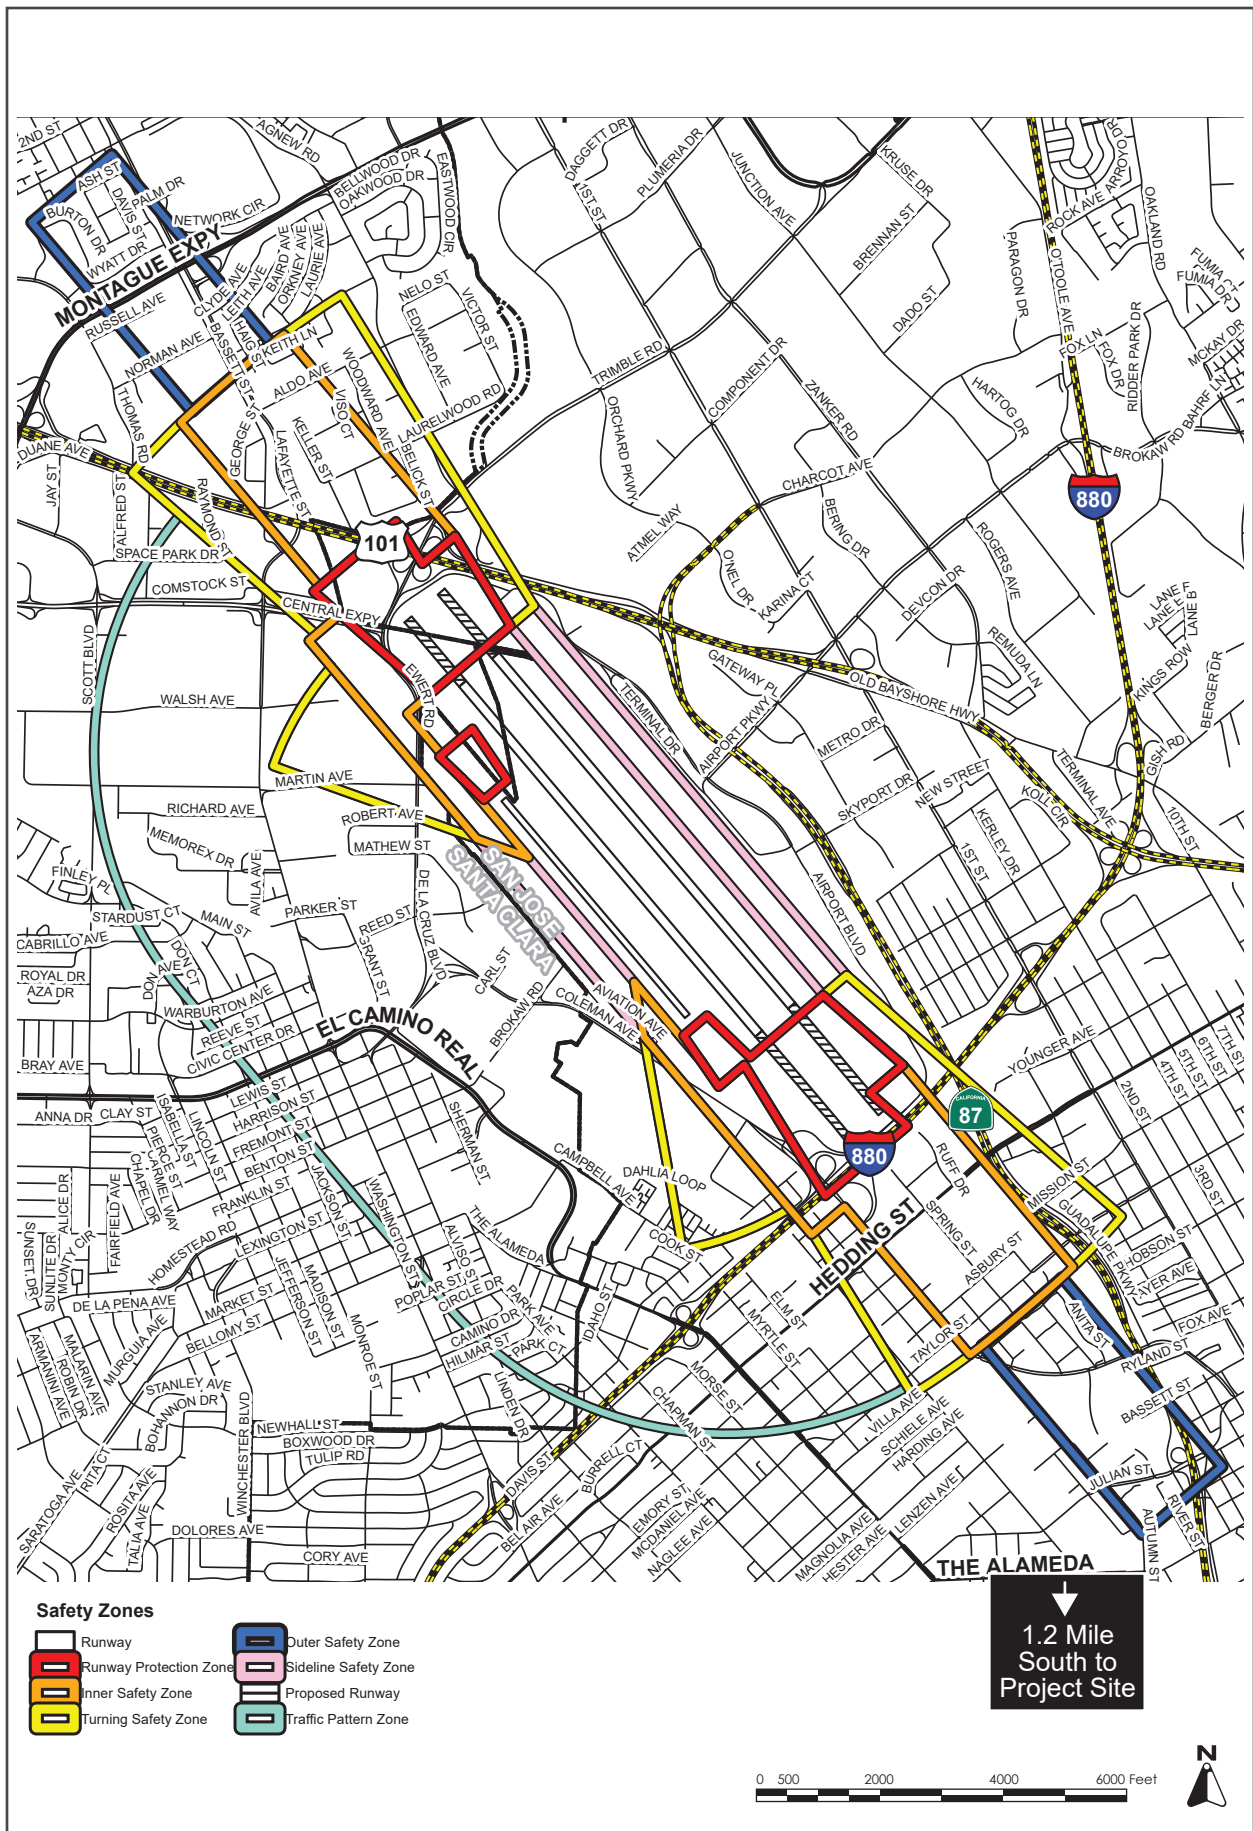 2ND ST
AGNEW RD
BELLWOOD DR
OAKWOOD DR
EASTWOOD CIR
DAGGETT DR
1ST ST
PLUMERIA DR
JUNCTION AVE
KRUSE DR
BRENNAN ST
DADO ST
ROCK AVE
ARROYO DR
OAKLAND RD
PARAGON DR
O'TOOLE AVE
FUMIA CT
FUMIA DR
MCKAY DR
ASH ST
DAVIS ST
PALM DR
BURTON DR
WYATT DR
NETWORK CIR
MONTAGUE EXPY
RUSSELL AVE
NORMAN AVE
CLYDE AVE
LEITH AVE
HAIG ST
BASSETT ST
BAIRD AVE
ORKNEY AVE
LAURIE AVE
KEITH LN
NELO ST
VICTOR ST
EDWARD AVE
ALDO AVE
WOODWARD AVE
VISO CT
LAURELWOOD RD
BELICK ST
THOMAS RD
GEORGE ST
KELLER ST
LAFAYETTE ST
TRIMBLE RD
COMPONENT DR
ORCHARD PKWY
ZANKER RD
HARTOG DR
FOX LN
FOX DR
RIDDER PARK DR
BROKAW RD
BAHRF LN
880
DUANE AVE
JAY ST
ALFRED ST
RAYMOND ST
SPACE PARK DR
COMSTOCK ST
CENTRAL EXPY
101
CHARCOT AVE
BERING DR
ATMEL WAY
O'NEL DR
KARINA CT
ROGERS AVE
DEVCON DR
REMUDA LN
LANE F
LANE E
LANE B
KINGS ROW
BERGER DR
SCOTT BLVD
WALSH AVE
EWERT RD
TERMINAL DR
GATEWAY PL
AIRPORT PKWY
OLD BAYSHORE HWY
METRO DR
SKYPORT DR
NEW STREET
TERMINAL AVE
GISH RD
KOLL CIR
10TH ST
KERLEY DR
1ST ST
MARTIN AVE
RICHARD AVE
ROBERT AVE
MEMOREX DR
MATHEW ST
AVILA AVE
FINLEY PL
STARDUST CT
MAIN ST
PARKER ST
REED ST
GRANT ST
DE LA CRUZ BLVD
SAN JOSE
SANTA CLARA
CARL ST
BROKAW RD
AVIATION AVE
COLEMAN AVE
AIRPORT BLVD
CABRILLO AVE
ROYAL DR
AZA DR
DON AVE
DON CT
WARBURTON AVE
REEVE ST
CIVIC CENTER DR
EL CAMINO REAL
BRAY AVE
ANNA DR
CLAY ST
LEWIS ST
HARRISON ST
FREMONT ST
BENTON ST
FRANKLIN ST
LEXINGTON ST
HOMESTEAD RD
ISABELLA ST
LINCOLN ST
PIERCE ST
CARMEL WAY
CHAPEL DR
FAIRFIELD AVE
ALICE DR
MONTY CIR
SUNLITE DR
SUNSET DR
JACKSON ST
WASHINGTON ST
SHERMAN ST
THE ALAMEDA
CAMPBELL AVE
DAHLIA LOOP
COOK ST
YOUNGER AVE
7TH ST
6TH ST
5TH ST
4TH ST
2ND ST
3RD ST
CALIFORNIA
87
880
HEDDING ST
RUFF DR
SPRING ST
MISSION ST
GUADALUPE PKWY
HOBSON ST
AYER AVE
ASBURY ST
TAYLOR ST
ANITA ST
FOX AVE
RYLAND ST
BASSETT ST
DE LA PENA AVE
MARKET ST
BELLOMY ST
JEFFERSON ST
MADISON ST
MONROE ST
ALVISO ST
POPLAR ST
CIRCLE DR
PARK AVE
CAMINO DR
HILMAR ST
PARK CT
IDAHO ST
LINDEN DR
ELM ST
MYRTLE ST
MORSE ST
CHAPMAN ST
VILLA AVE
SCHIELE AVE
HARDING AVE
LENZEN AVE
JULIAN ST
RIVER ST
AUTUMN ST
MURGUIA AVE
MALARIN AVE
ROBIN DR
ARMANINI AVE
STANLEY AVE
BOHANNON DR
WINCHESTER BLVD
NEWHALL ST
BOXWOOD DR
TULIP RD
DAVIS ST
BURRELL CT
BEL AIR AVE
EMORY ST
MCDANIEL AVE
NAGLEE AVE
MAGNOLIA AVE
HESTER AVE
SARATOGA AVE
RITA CT
ROSITA AVE
TALIA AVE
DOLORES AVE
CORY AVE
THE ALAMEDA
Safety Zones
Runway
Runway Protection Zone
Inner Safety Zone
Turning Safety Zone
Outer Safety Zone
Sideline Safety Zone
Proposed Runway
Traffic Pattern Zone
1.2 Mile
South to
Project Site
0 500 2000 4000 6000 Feet
N